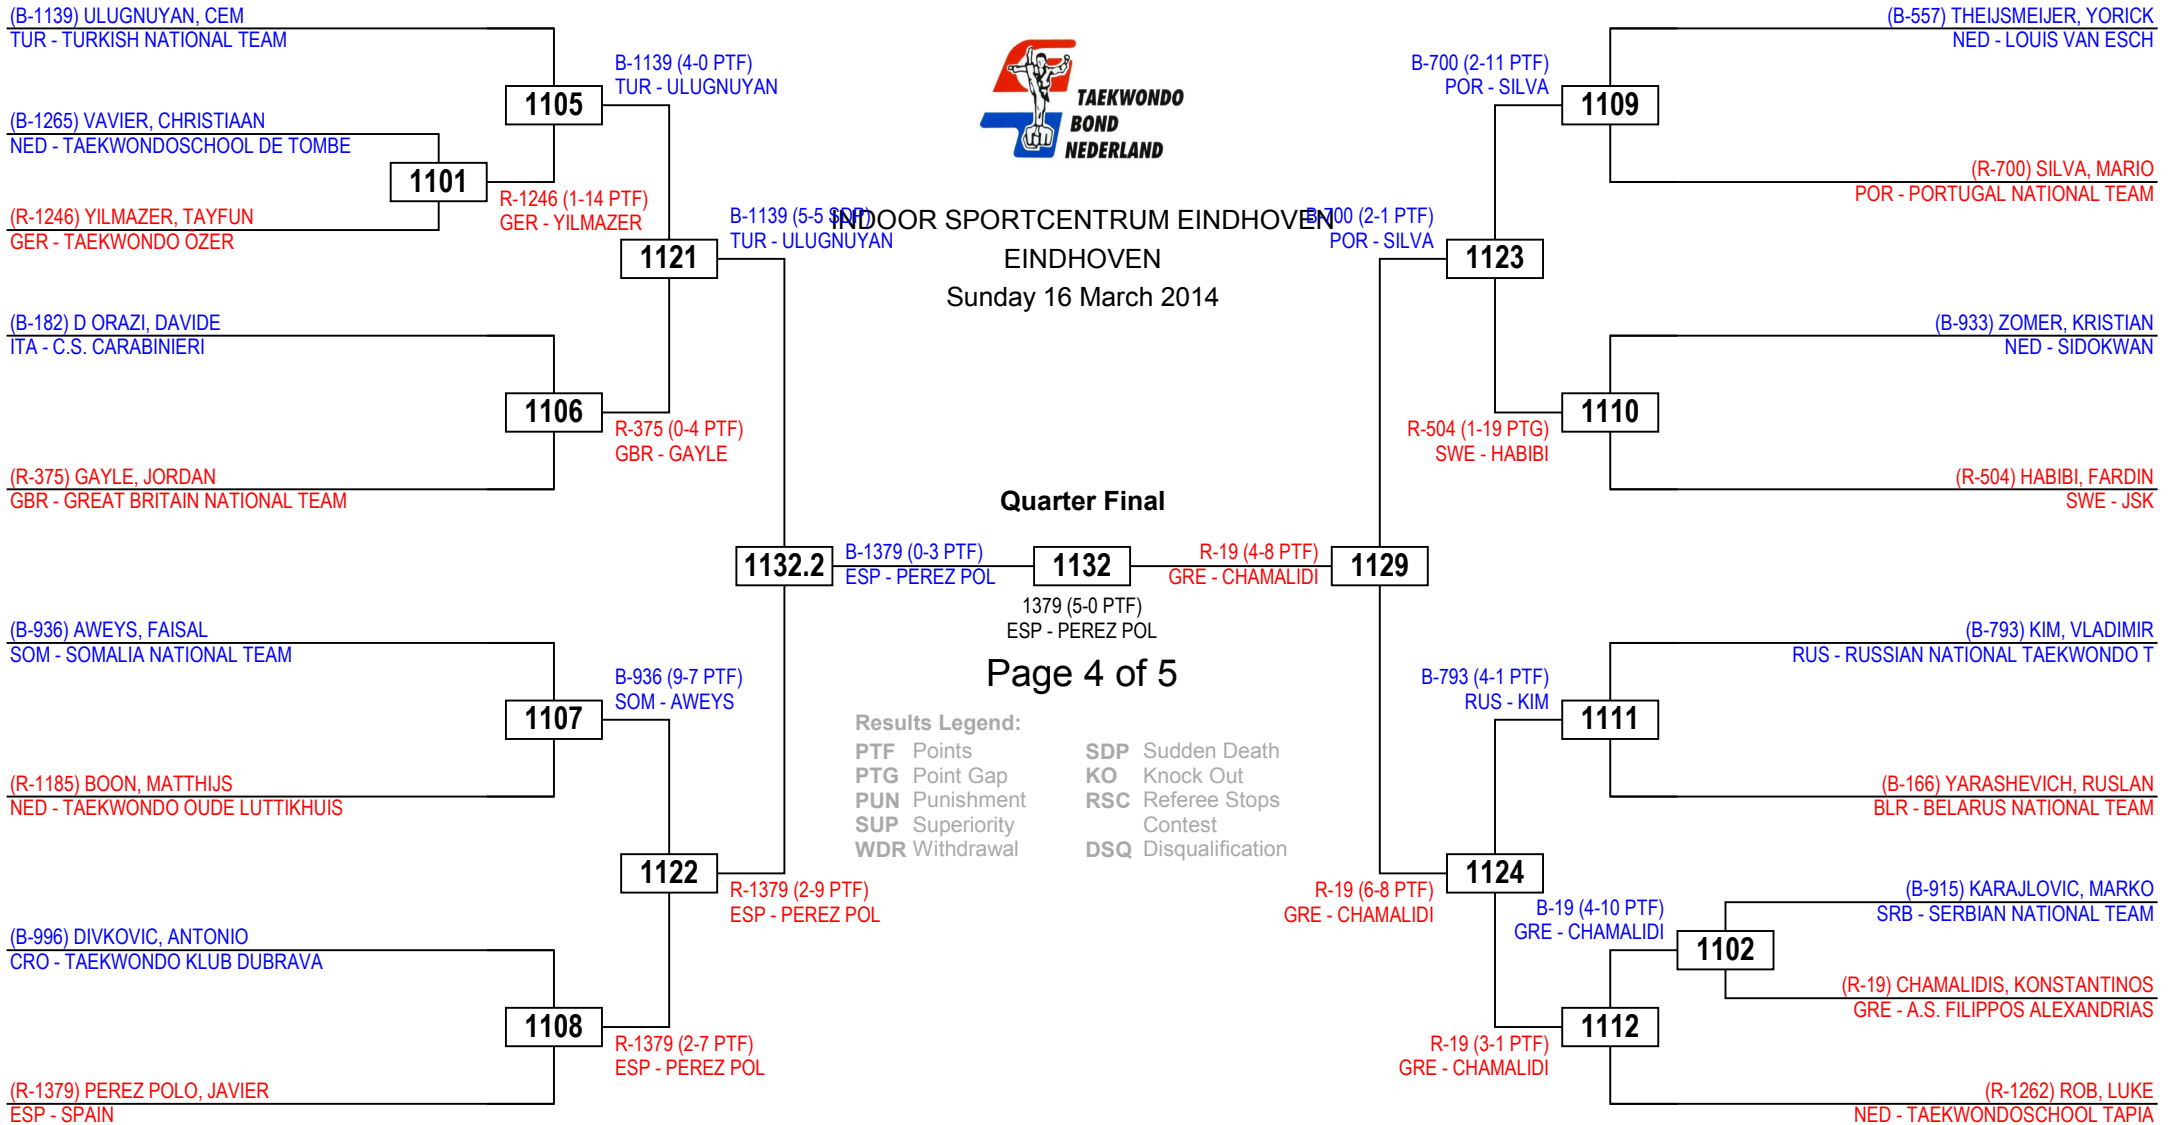 (B-1139) ULUGNUYAN, CEM
TUR - TURKISH NATIONAL TEAM
(B-1265) VAVIER, CHRISTIAAN
NED - TAEKWONDOSCHOOL DE TOMBE
(R-1246) YILMAZER, TAYFUN
GER - TAEKWONDO ÖZER
(B-182) D ORAZI, DAVIDE
ITA - C.S. CARABINIERI
(R-375) GAYLE, JORDAN
GBR - GREAT BRITAIN NATIONAL TEAM
(B-936) AWEYS, FAISAL
SOM - SOMALIA NATIONAL TEAM
(R-1185) BOON, MATTHIJS
NED - TAEKWONDO OUDE LUTTIKHUIS
(B-996) DIVKOVIC, ANTONIO
CRO - TAEKWONDO KLUB DUBRAVA
(R-1379) PEREZ POLO, JAVIER
ESP - SPAIN
1101
R-1246 (1-14 PTF)
GER - YILMAZER
1105
B-1139 (4-0 PTF)
TUR - ULUGNUYAN
1106
R-375 (0-4 PTF)
GBR - GAYLE
1107
B-936 (9-7 PTF)
SOM - AWEYS
1108
R-1379 (2-7 PTF)
ESP - PEREZ POL
1121
B-1139 (5-5 SDP)
TUR - ULUGNUYAN
1122
R-1379 (2-9 PTF)
ESP - PEREZ POL
1132.2
B-1379 (0-3 PTF)
ESP - PEREZ POL
TAEKWONDO
BOND
NEDERLAND
INDOOR SPORTCENTRUM EINDHOVEN
EINDHOVEN
Sunday 16 March 2014
Quarter Final
1132
1379 (5-0 PTF)
ESP - PEREZ POL
Page 4 of 5
Results Legend:
PTF Points
PTG Point Gap
PUN Punishment
SUP Superiority
WDR Withdrawal
SDP Sudden Death
KO Knock Out
RSC Referee Stops
Contest
DSQ Disqualification
R-19 (4-8 PTF)
GRE - CHAMALIDI
1129
B-700 (2-1 PTF)
POR - SILVA
1123
R-19 (6-8 PTF)
GRE - CHAMALIDI
1124
B-700 (2-11 PTF)
POR - SILVA
1109
R-504 (1-19 PTG)
SWE - HABIBI
1110
B-793 (4-1 PTF)
RUS - KIM
1111
R-19 (3-1 PTF)
GRE - CHAMALIDI
1112
B-19 (4-10 PTF)
GRE - CHAMALIDI
1102
(B-557) THEIJSMEIJER, YORICK
NED - LOUIS VAN ESCH
(R-700) SILVA, MARIO
POR - PORTUGAL NATIONAL TEAM
(B-933) ZOMER, KRISTIAN
NED - SIDOKWAN
(R-504) HABIBI, FARDIN
SWE - JSK
(B-793) KIM, VLADIMIR
RUS - RUSSIAN NATIONAL TAEKWONDO T
(B-166) YARASHEVICH, RUSLAN
BLR - BELARUS NATIONAL TEAM
(B-915) KARAJLOVIC, MARKO
SRB - SERBIAN NATIONAL TEAM
(R-19) CHAMALIDIS, KONSTANTINOS
GRE - A.S. FILIPPOS ALEXANDRIAS
(R-1262) ROB, LUKE
NED - TAEKWONDOSCHOOL TAPIA